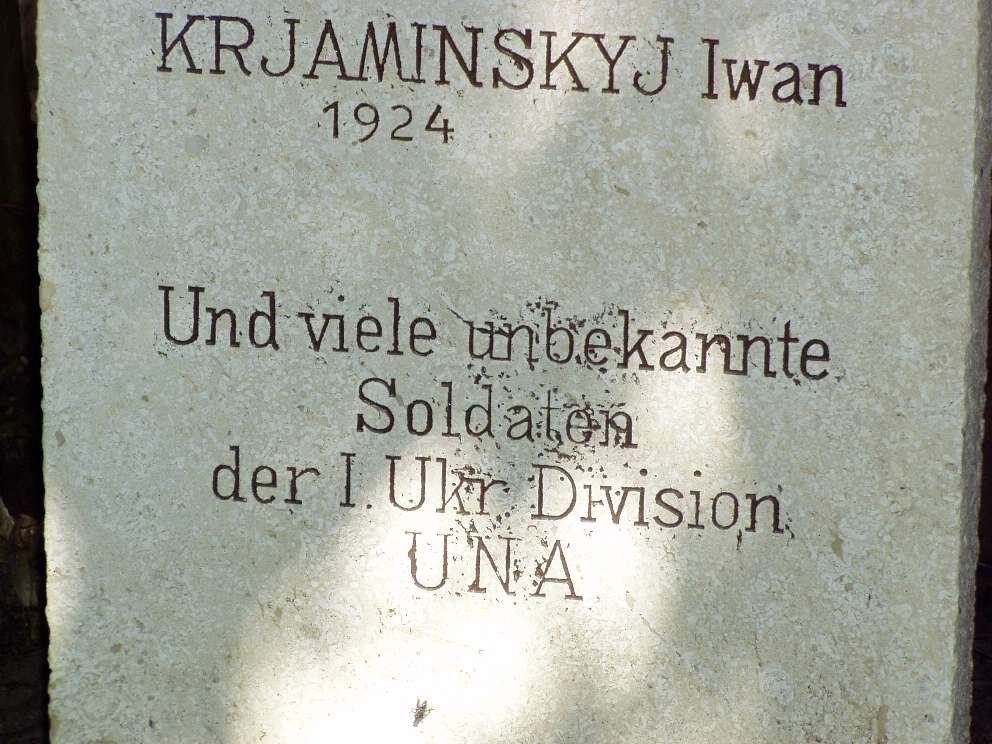 KRJAMINSKYJ Iwan
1924
Und viele unbekannte
Soldaten
der I. Ukr Division
UNA